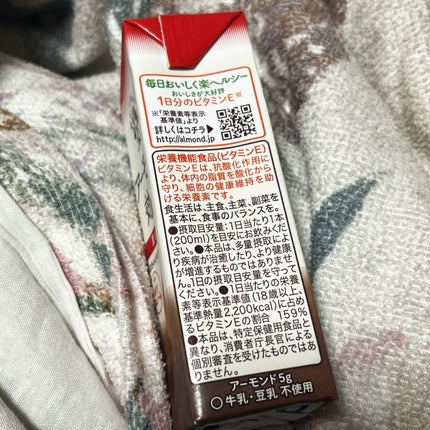 毎日おいしく楽ヘルシー
おいしさが大好評
1日分のビタミンE※
※「栄養素等表示
基準値」より
詳しくはコチラ
http://almond.jp
栄養機能食品(ビタミンE)
ビタミンEは、抗酸化作用に
より、体内の脂質を酸化から
守り、細胞の健康維持を助
ける栄養素です。
食生活は、主食、主菜、副菜を
基本に、食事のバランスを。
●摂取目安量:1日当たり1本
(200ml)を目安にお飲みくだ
さい。●本品は、多量摂取によ
り疾病が治癒したり、より健康
が増進するものではありませ
ん。1日の摂取目安量を守って
ください。●1日当たりの栄養
素等表示基準値(18歳以上、
基準熱量2,200kcal)に占め
るビタミンEの割合 159%
●本品は、特定保健用食品と
異なり、消費者庁長官による
個別審査を受けたものではあ
りません。
アーモンド5g
○牛乳・豆乳 不使用